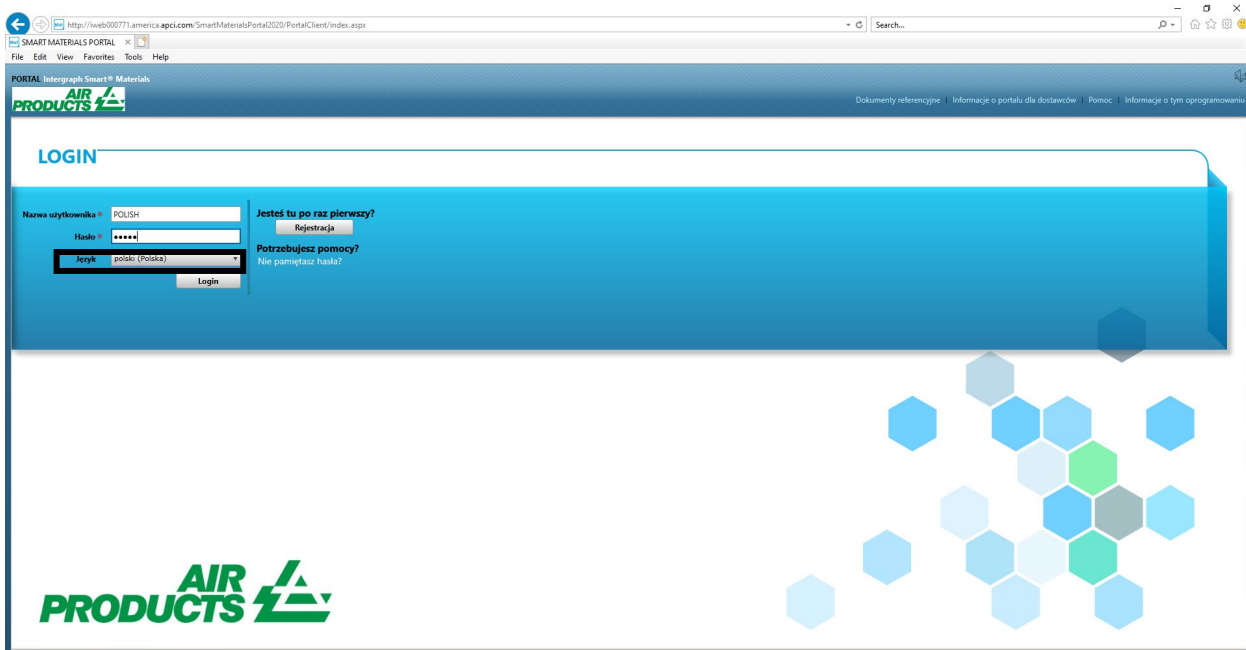 http://iweb000771.america.apci.com/SmartMaterialsPortal2020/PortalClient/index.aspx
Search...
SMART MATERIALS PORTAL
File Edit View Favorites Tools Help
PORTAL Intergraph Smart® Materials
AIR PRODUCTS
Dokumenty referencyjne | Informacje o portalu dla dostawców | Pomoc | Informacje o tym oprogramowaniu
LOGIN
Nazwa użytkownika * POLISH
Hasło * •••••
Język polski (Polska)
Login
Jesteś tu po raz pierwszy?
Rejestracja
Potrzebujesz pomocy?
Nie pamiętasz hasła?
AIR
PRODUCTS